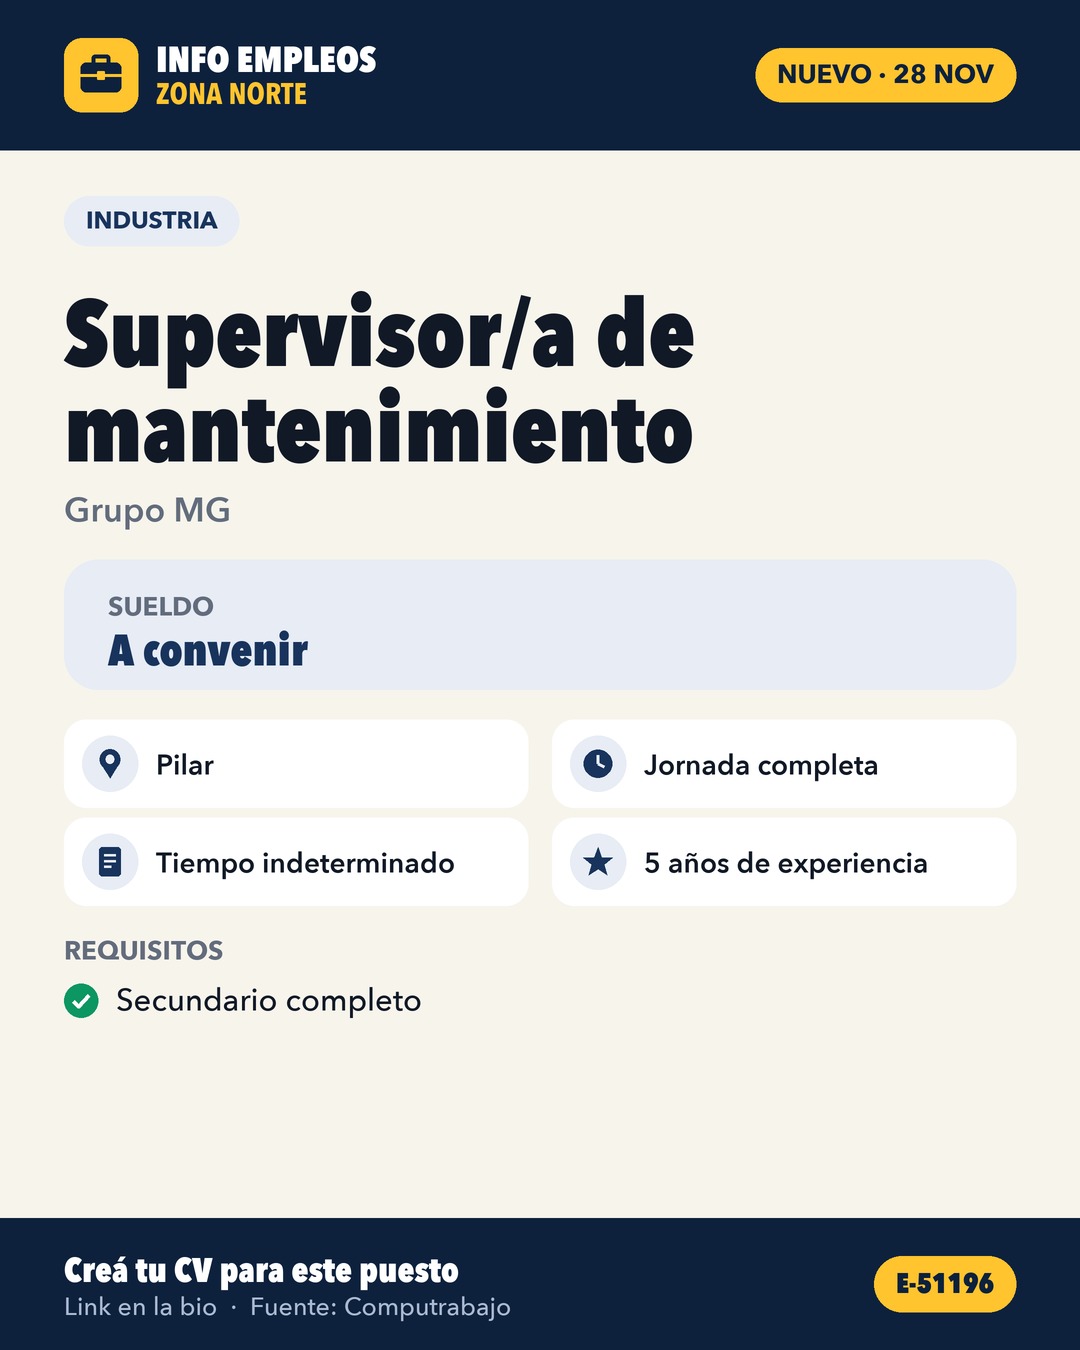 INFO EMPLEOS
ZONA NORTE
NUEVO · 28 NOV
INDUSTRIA
Supervisor/a de
mantenimiento
Grupo MG
SUELDO
A convenir
Pilar
Jornada completa
Tiempo indeterminado
5 años de experiencia
REQUISITOS
Secundario completo
Creá tu CV para este puesto
Link en la bio · Fuente: Computrabajo
E-51196